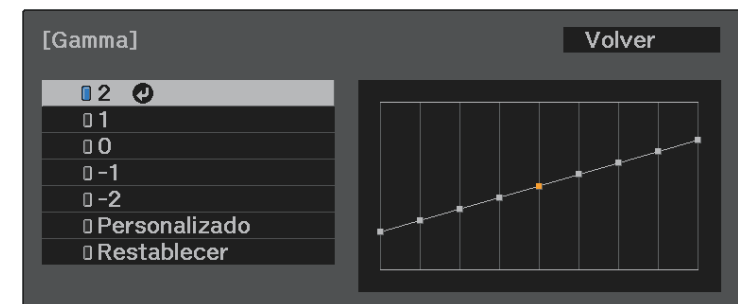 [Gamma]
Volver
2
1
0
-1
-2
Personalizado
Restablecer